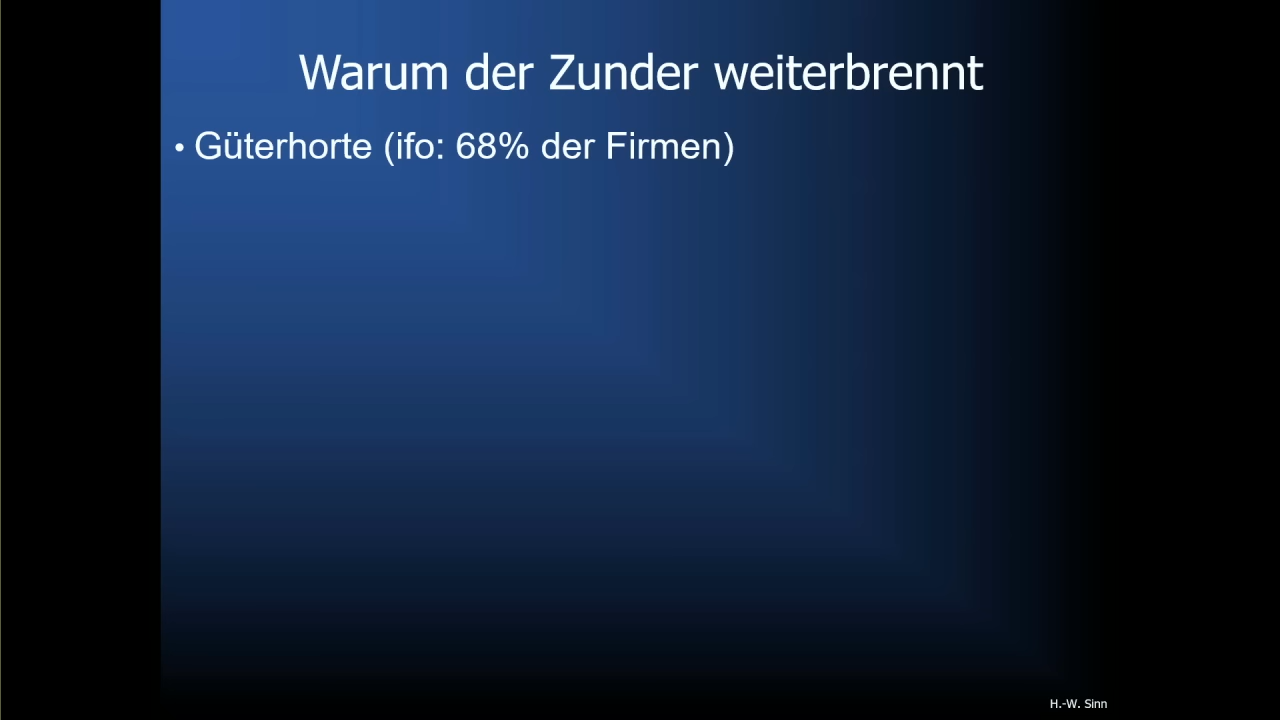 Warum der Zunder weiterbrennt
• Güterhorte (ifo: 68% der Firmen)
H.-W. Sinn